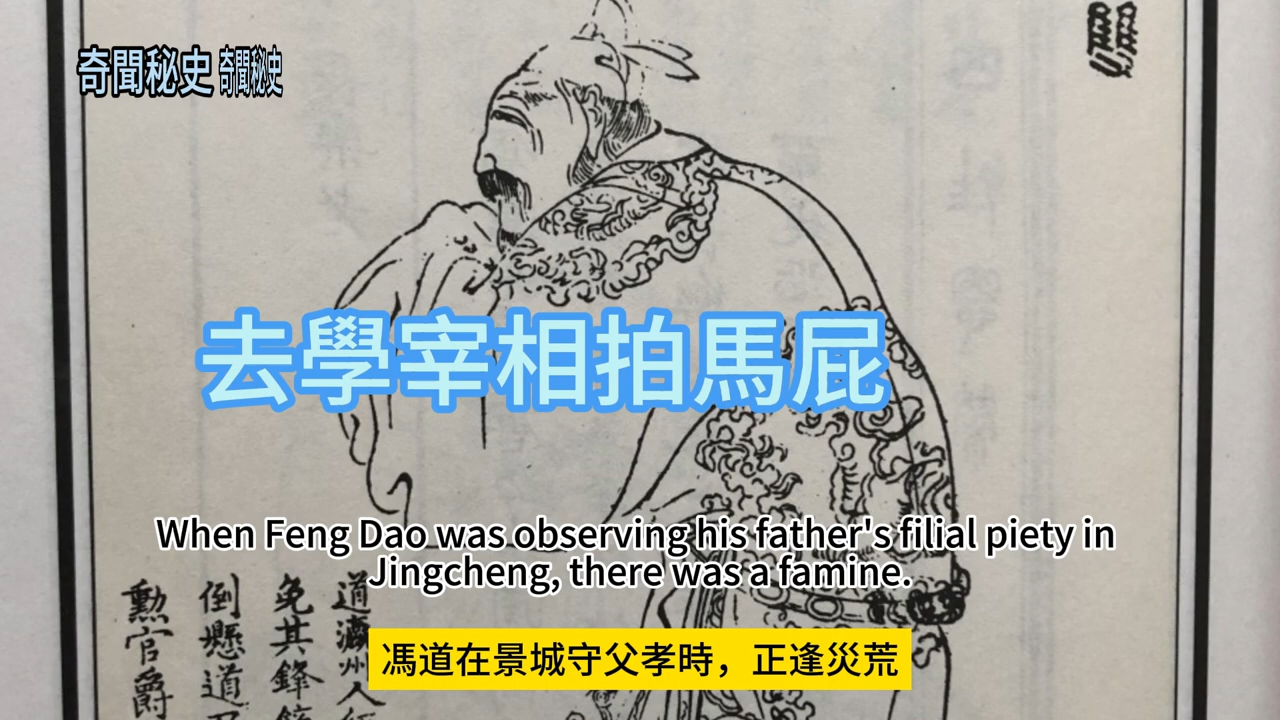 奇聞秘史 奇聞秘史
去學宰相拍馬屁
When Feng Dao was observing his father's filial piety in
Jingcheng, there was a famine.
馮道在景城守父孝時，正逢災荒
道瀛州人
免其鋒
倒懸道
勲官爵